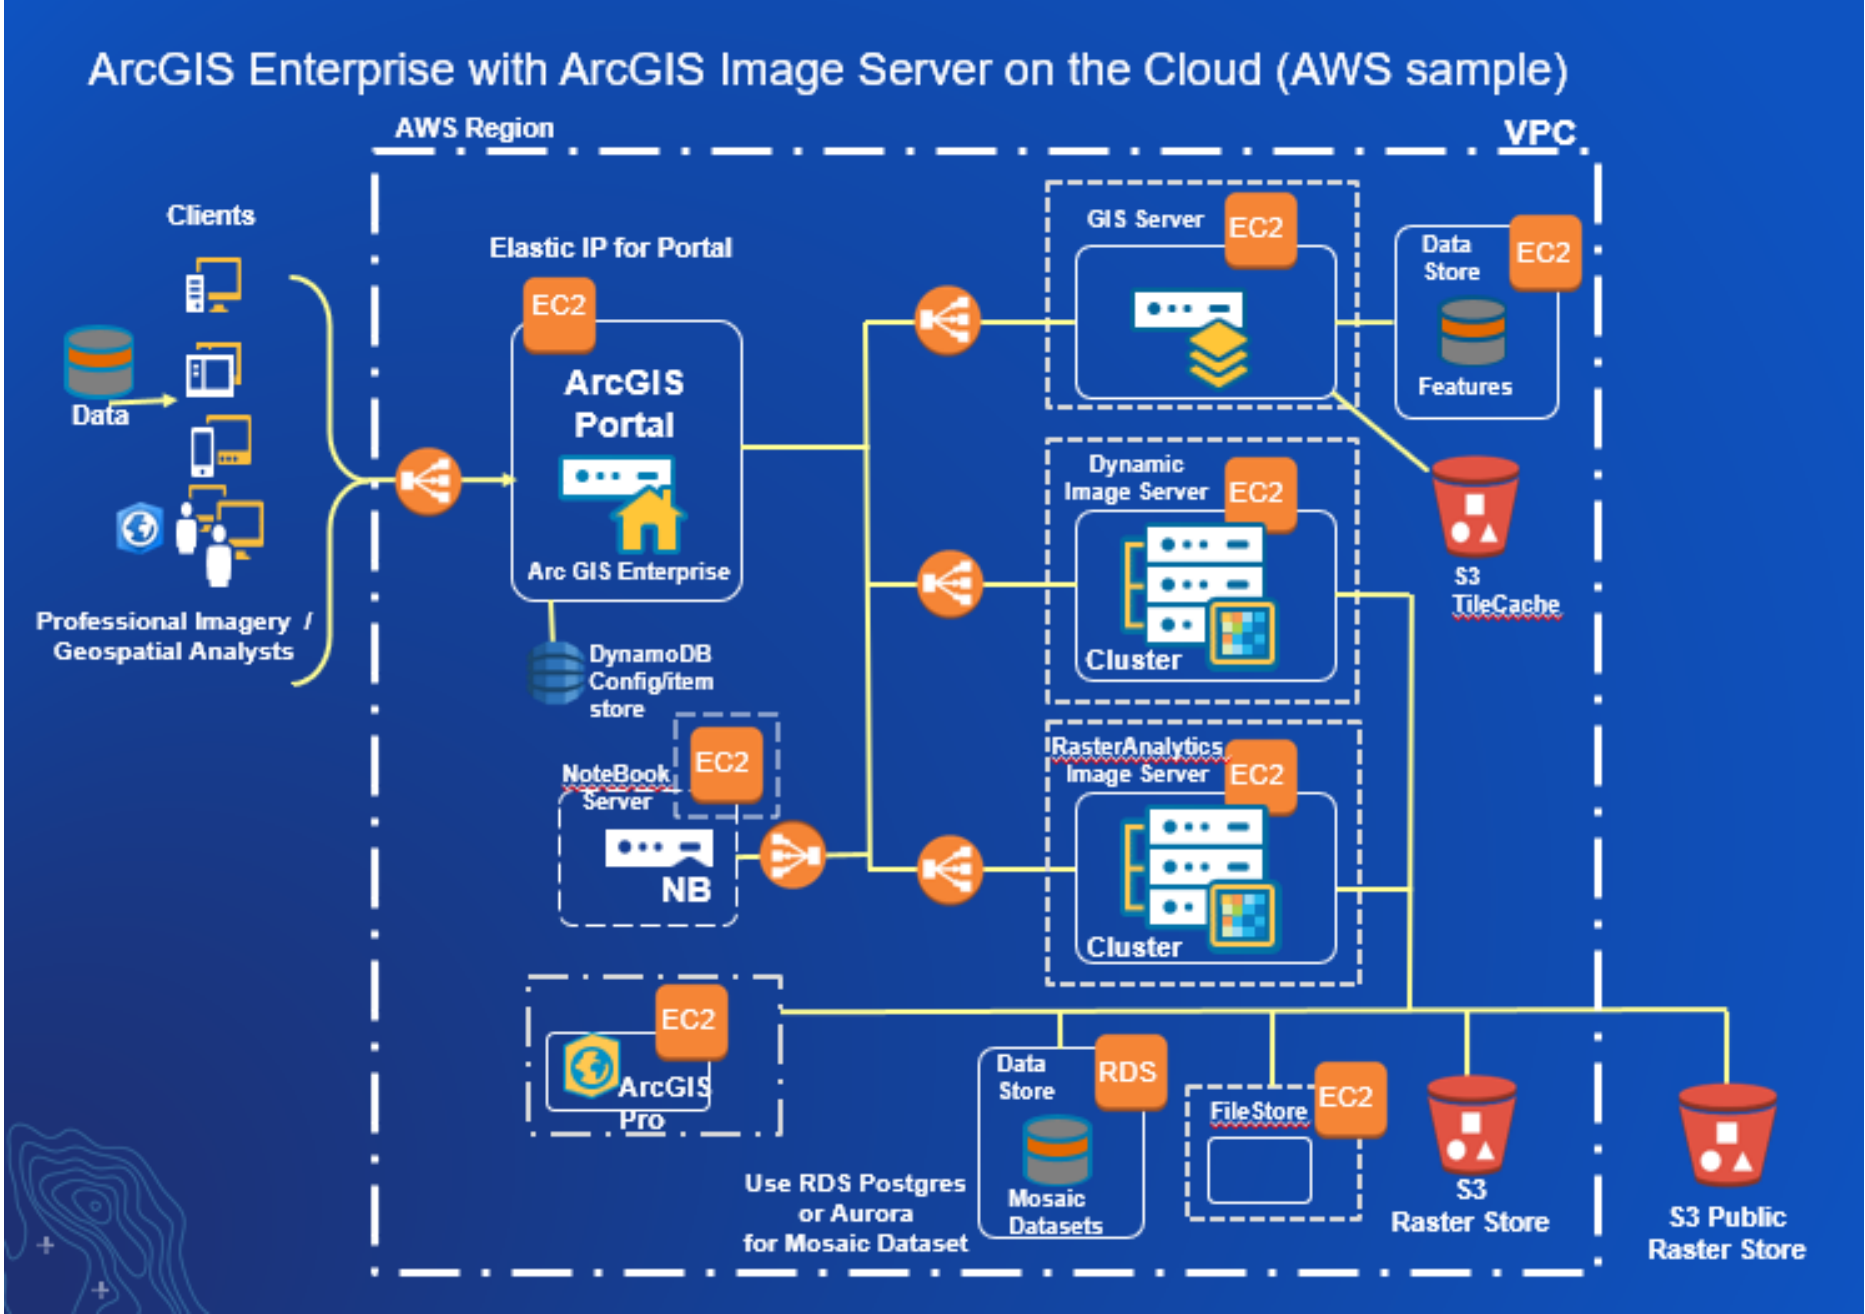 ArcGIS Enterprise with ArcGIS Image Server on the Cloud (AWS sample)
AWS Region
VPC
Clients
Data
Professional Imagery /
Geospatial Analysts
Elastic IP for Portal
EC2
ArcGIS
Portal
Arc GIS Enterprise
DynamoDB
Config/item
store
EC2
NoteBook
Server
NB
EC2
ArcGIS
Pro
GIS Server
EC2
Data
Store
EC2
Features
Dynamic
Image Server
EC2
Cluster
S3
TileCache
RasterAnalytics
Image Server
EC2
Cluster
Use RDS Postgres
or Aurora
for Mosaic Dataset
Data
Store
RDS
Mosaic
Datasets
FileStore
EC2
S3
Raster Store
S3 Public
Raster Store